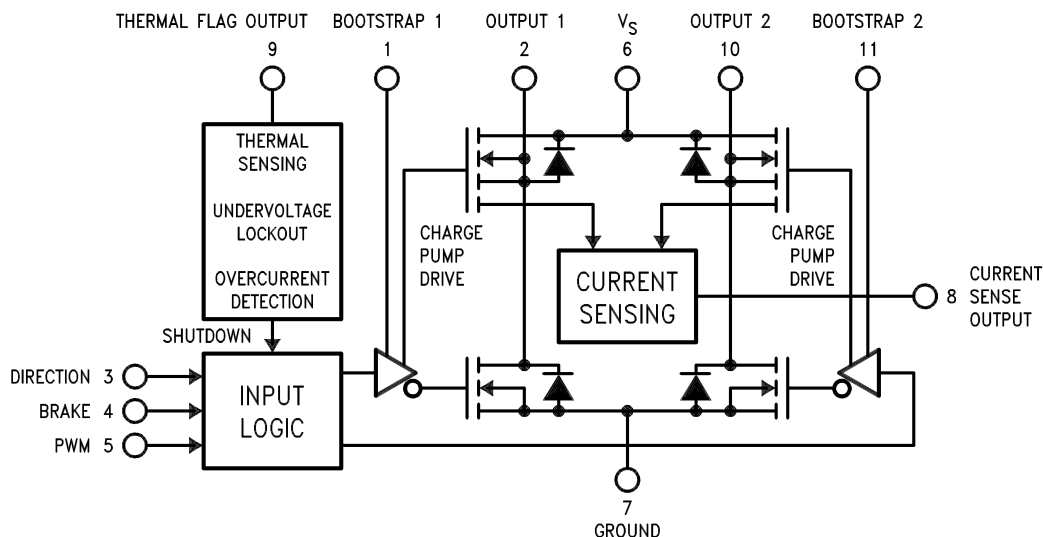 THERMAL FLAG OUTPUT
9
BOOTSTRAP 1
1
OUTPUT 1
2
VS
6
OUTPUT 2
10
BOOTSTRAP 2
11
THERMAL
SENSING
UNDERVOLTAGE
LOCKOUT
OVERCURRENT
DETECTION
CHARGE
PUMP
DRIVE
CURRENT
SENSING
CHARGE
PUMP
DRIVE
8 CURRENT
SENSE
OUTPUT
SHUTDOWN
DIRECTION 3
BRAKE 4
PWM 5
INPUT
LOGIC
7
GROUND